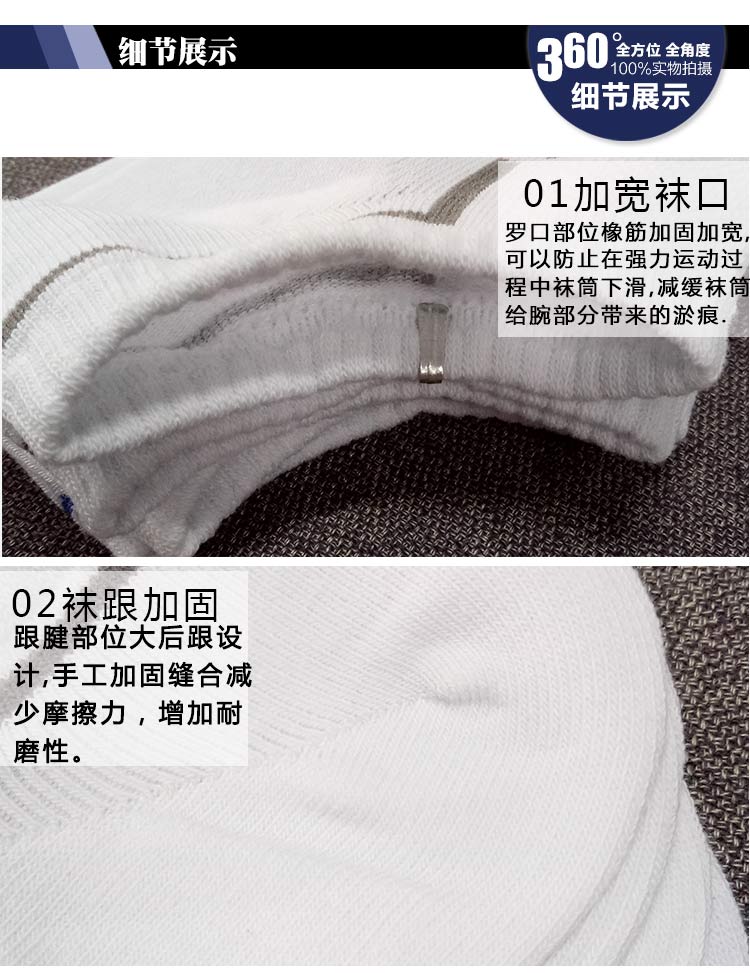 细节展示
360°全方位 全角度
100%实物拍摄
细节展示
01加宽袜口
罗口部位橡筋加固加宽,
可以防止在强力运动过
程中袜筒下滑,减缓袜筒
给腕部分带来的淤痕.
02袜跟加固
跟腱部位大后跟设
计,手工加固缝合减
少摩擦力，增加耐
磨性。